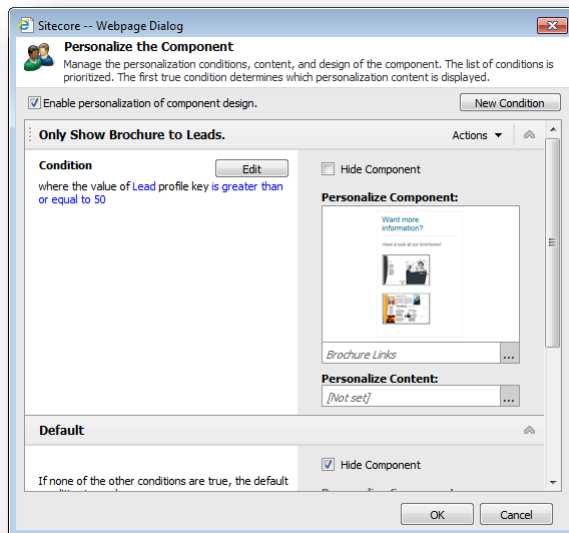 Sitecore -- Webpage Dialog
Personalize the Component
Manage the personalization conditions, content, and design of the component. The list of conditions is
prioritized. The first true condition determines which personalization content is displayed.
Enable personalization of component design.
New Condition
Only Show Brochure to Leads.
Actions
Condition
Edit
where the value of Lead profile key is greater than
or equal to 50
Hide Component
Personalize Component:
Want more
information?
Have a look at our brochures!
Brochure Links
...
Personalize Content:
[Not set]
...
Default
Hide Component
If none of the other conditions are true, the default
OK
Cancel